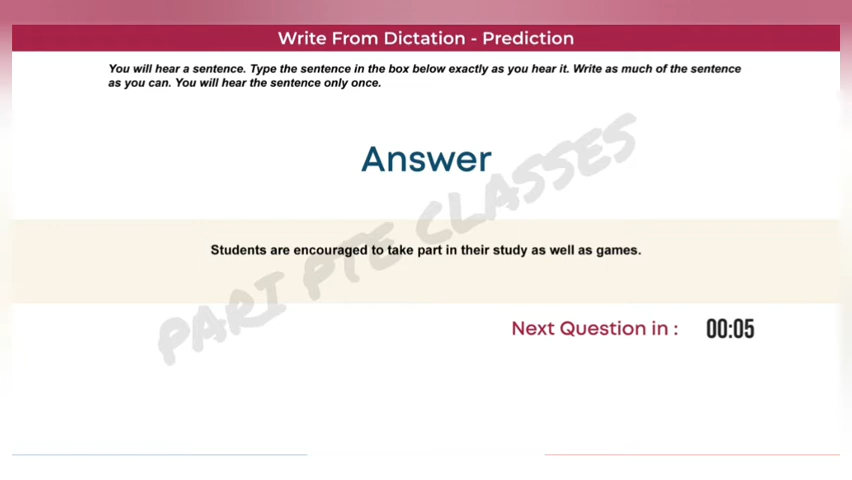 Write From Dictation - Prediction
You will hear a sentence. Type the sentence in the box below exactly as you hear it. Write as much of the sentence
as you can. You will hear the sentence only once.
Answer
PARI PTE CLASSES
Students are encouraged to take part in their study as well as games.
Next Question in : 00:05